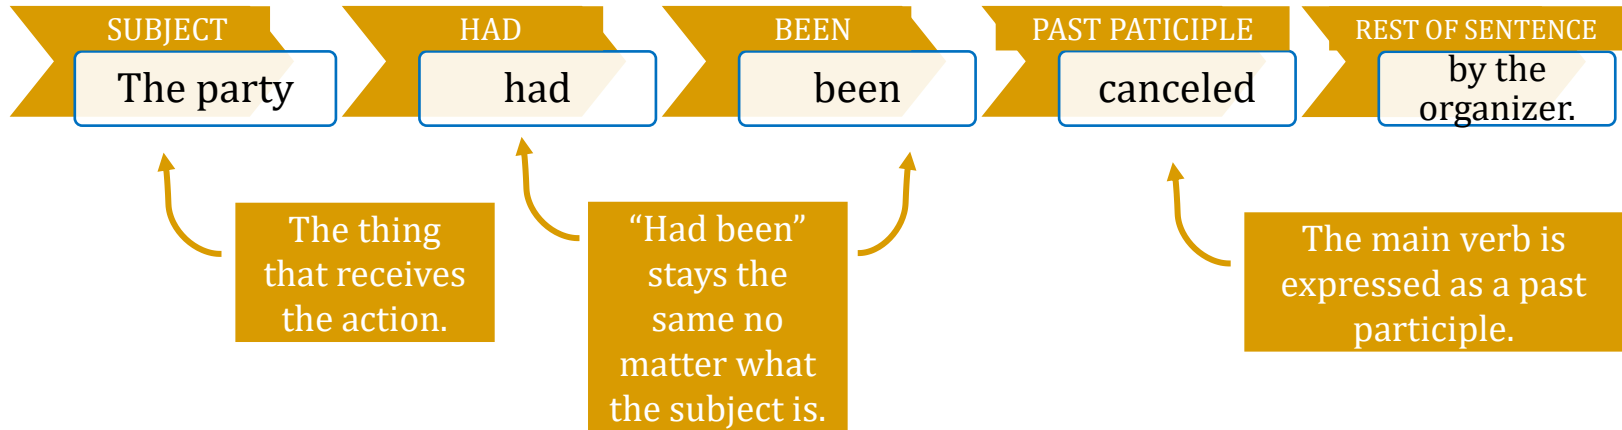 SUBJECT
The party
HAD
had
BEEN
been
PAST PATICIPLE
canceled
REST OF SENTENCE
by the
organizer.
The thing
that receives
the action.
“Had been”
stays the
same no
matter what
the subject is.
The main verb is
expressed as a past
participle.